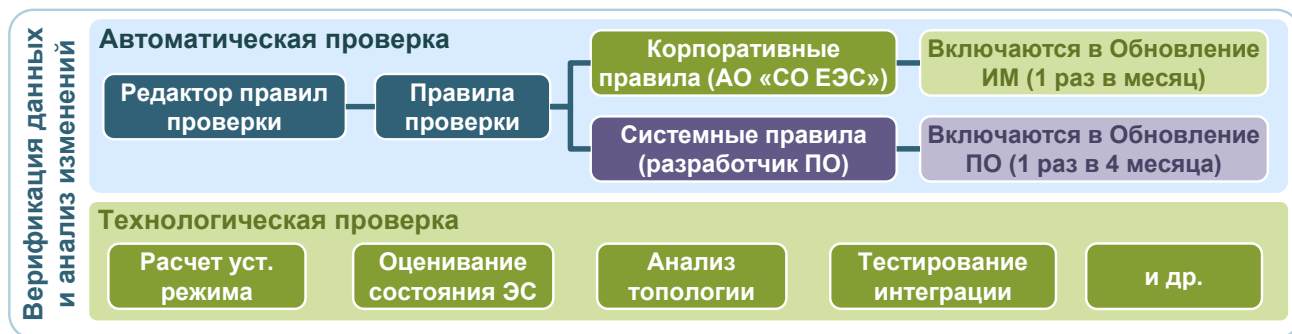 Верификация данных
и анализ изменений
Автоматическая проверка
Редактор правил
проверки
Правила
проверки
Корпоративные
правила (АО «СО ЕЭС»)
Включаются в Обновление
ИМ (1 раз в месяц)
Системные правила
(разработчик ПО)
Включаются в Обновление
ПО (1 раз в 4 месяца)
Технологическая проверка
Расчет уст.
режима
Оценивание
состояния ЭС
Анализ
топологии
Тестирование
интеграции
и др.